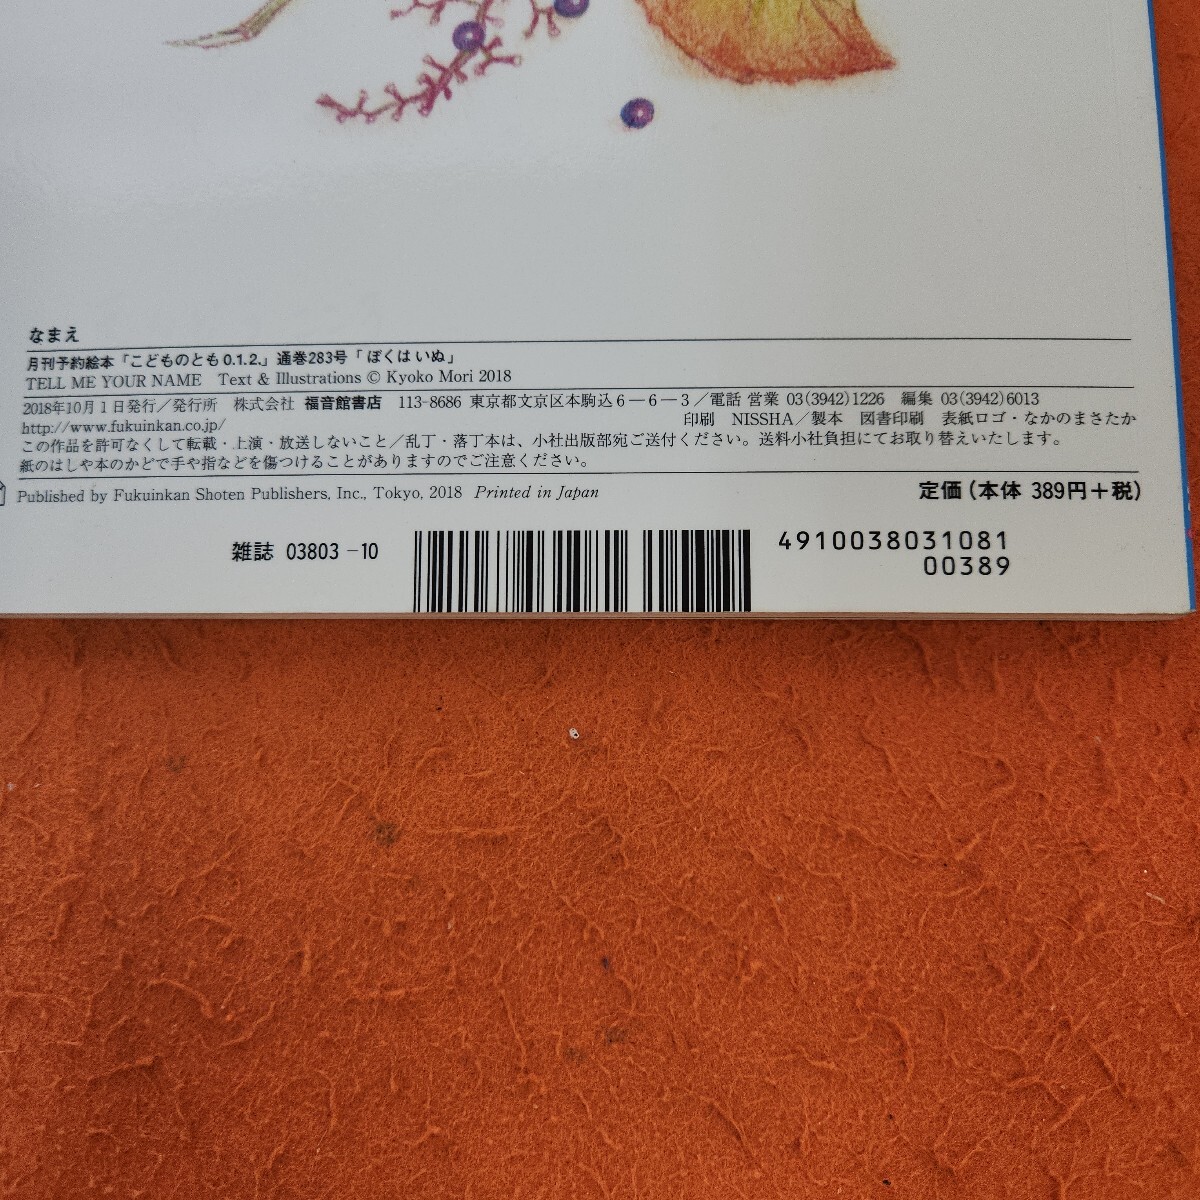 なまえ
月刊予約絵本「こどものとも0.1.2.」通巻283号「ぼくは いぬ」
TELL ME YOUR NAME Text & Illustrations © Kyoko Mori 2018
2018年10月1日発行／発行所 株式会社 福音館書店 113-8686 東京都文京区本駒込6－6－3／電話 営業 03(3942)1226 編集 03(3942)6013
http://www.fukuinkan.co.jp/ 印刷 NISSHA／製本 図書印刷 表紙ロゴ・なかのまさたか
この作品を許可なくして転載・上演・放送しないこと／乱丁・落丁本は、小社出版部宛ご送付ください。送料小社負担にてお取り替えいたします。
紙のはしや本のかどで手や指などを傷つけることがありますのでご注意ください。
Published by Fukuinkan Shoten Publishers, Inc., Tokyo, 2018 Printed in Japan
定価(本体 389円＋税)
雑誌 03803－10
4910038031081
00389